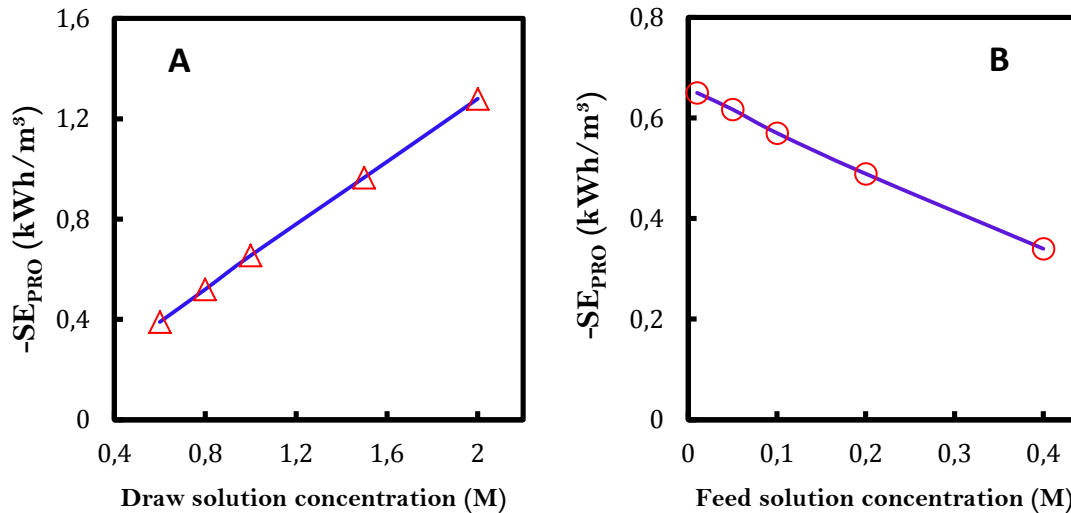 A
-SE_PRO (kWh/m³)
1,6
1,2
0,8
0,4
0
0,4 0,8 1,2 1,6 2
Draw solution concentration (M)
B
-SE_PRO (kWh/m³)
0,8
0,6
0,4
0,2
0
0 0,1 0,2 0,3 0,4
Feed solution concentration (M)